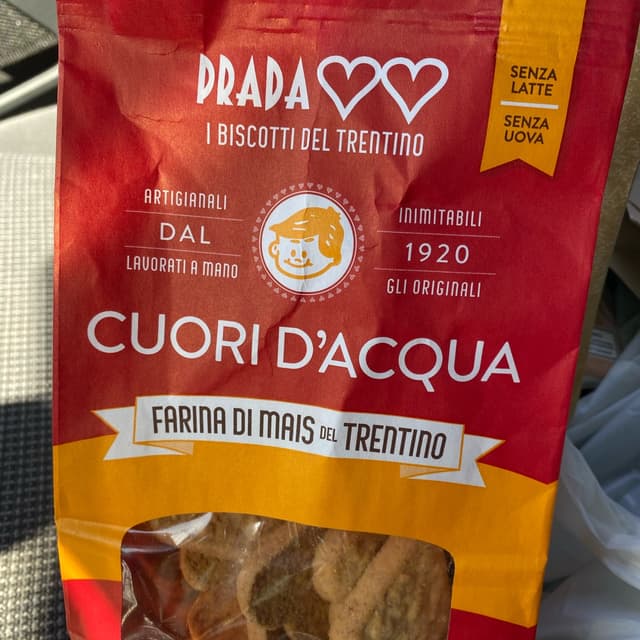 PRADA
I BISCOTTI DEL TRENTINO
SENZA
LATTE
SENZA
UOVA
ARTIGIANALI
DAL
LAVORATI A MANO
INIMITABILI
1920
GLI ORIGINALI
CUORI D'ACQUA
FARINA DI MAIS DEL TRENTINO